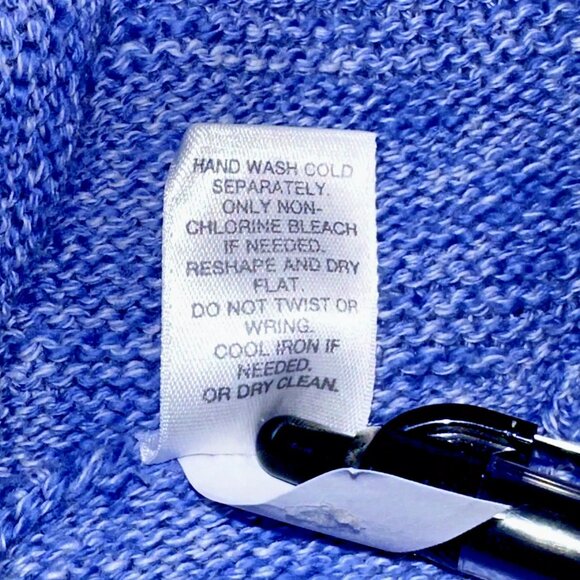 HAND WASH COLD
SEPARATELY.
ONLY NON-
CHLORINE BLEACH
IF NEEDED.
RESHAPE AND DRY
FLAT.
DO NOT TWIST OR
WRING.
COOL IRON IF
NEEDED.
OR DRY CLEAN.